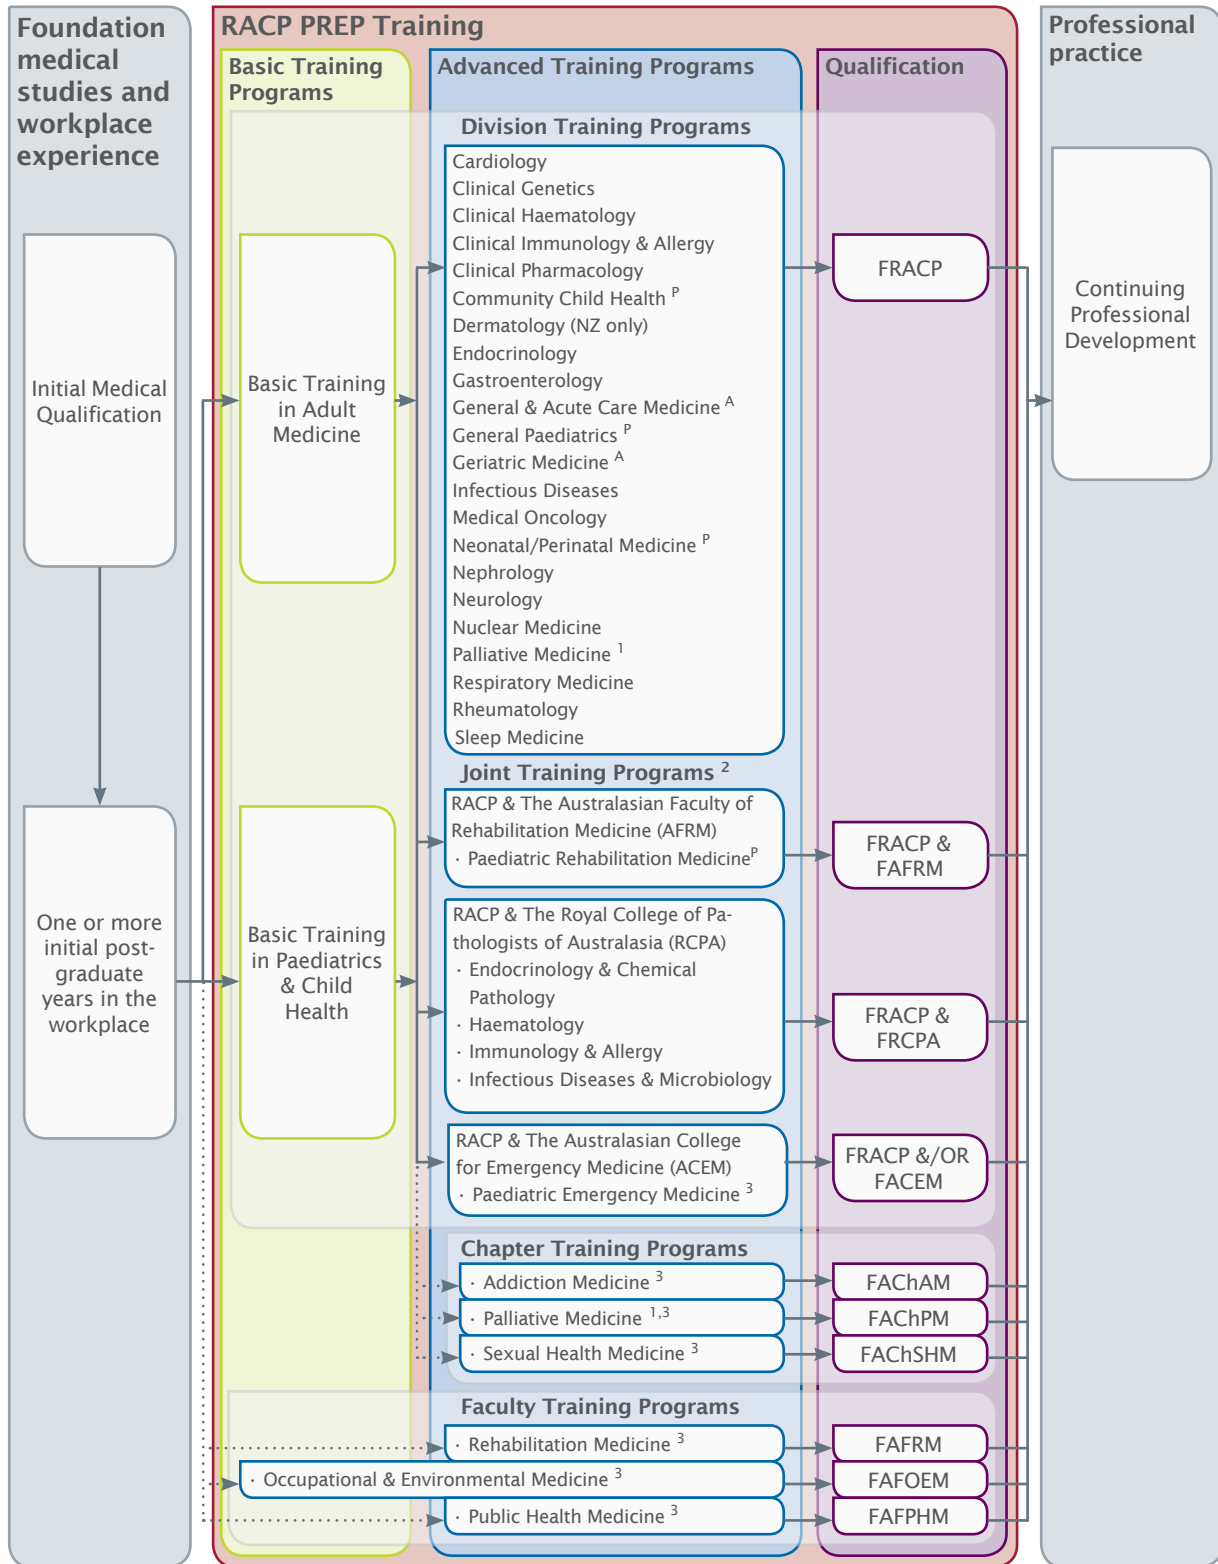 Foundation
medical
studies and
workplace
experience
Initial Medical
Qualification
One or more
initial post-
graduate
years in the
workplace
RACP PREP Training
Basic Training
Programs
Basic Training
in Adult
Medicine
Basic Training
in Paediatrics
& Child
Health
Advanced Training Programs
Division Training Programs
Cardiology
Clinical Genetics
Clinical Haematology
Clinical Immunology & Allergy
Clinical Pharmacology
Community Child Health P
Dermatology (NZ only)
Endocrinology
Gastroenterology
General & Acute Care Medicine A
General Paediatrics P
Geriatric Medicine A
Infectious Diseases
Medical Oncology
Neonatal/Perinatal Medicine P
Nephrology
Neurology
Nuclear Medicine
Palliative Medicine 1
Respiratory Medicine
Rheumatology
Sleep Medicine
Joint Training Programs 2
RACP & The Australasian Faculty of
Rehabilitation Medicine (AFRM)
· Paediatric Rehabilitation MedicineP
RACP & The Royal College of Pa-
thologists of Australasia (RCPA)
· Endocrinology & Chemical
Pathology
· Haematology
· Immunology & Allergy
· Infectious Diseases & Microbiology
RACP & The Australasian College
for Emergency Medicine (ACEM)
· Paediatric Emergency Medicine 3
Chapter Training Programs
· Addiction Medicine 3
· Palliative Medicine 1,3
· Sexual Health Medicine 3
Faculty Training Programs
· Rehabilitation Medicine 3
· Occupational & Environmental Medicine 3
· Public Health Medicine 3
Qualification
FRACP
FRACP &
FAFRM
FRACP &
FRCPA
FRACP &/OR
FACEM
FAChAM
FAChPM
FAChSHM
FAFRM
FAFOEM
FAFPHM
Professional
practice
Continuing
Professional
Development